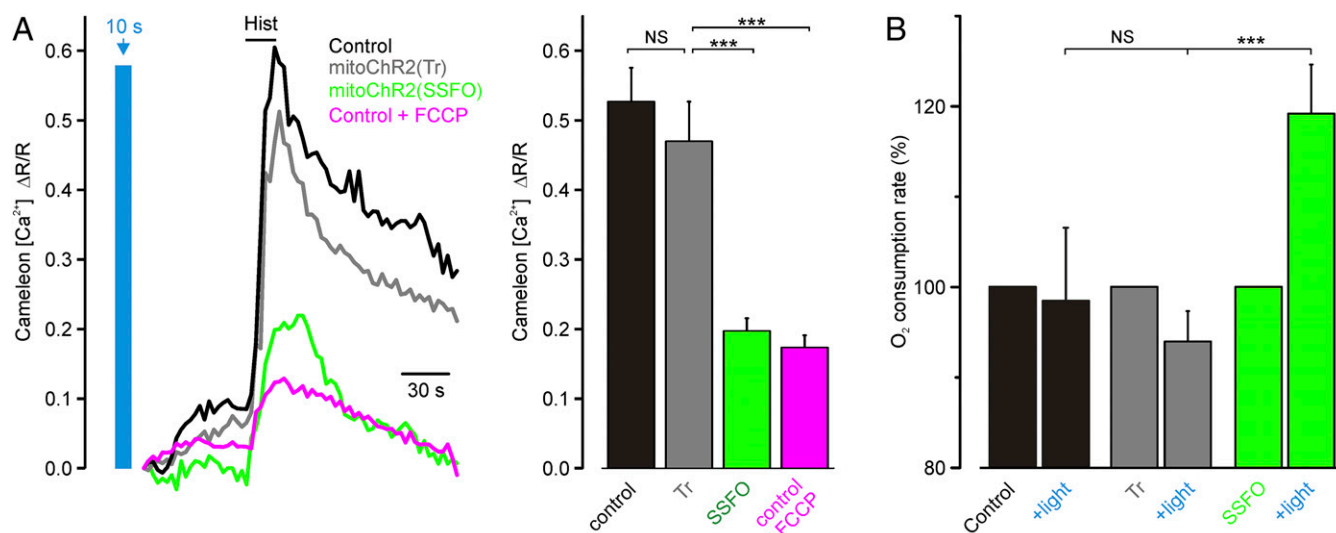 A
10 s
Hist
Control
mitoChR2(Tr)
mitoChR2(SSFO)
Control + FCCP
Cameleon [Ca²⁺] ΔR/R
0.6
0.5
0.4
0.3
0.2
0.1
0.0
30 s
Cameleon [Ca²⁺] ΔR/R
0.6
0.5
0.4
0.3
0.2
0.1
0.0
NS
***
***
control
Tr
SSFO
control
FCCP
B
O₂ consumption rate (%)
120
100
80
NS
***
Control
+light
Tr
+light
SSFO
+light